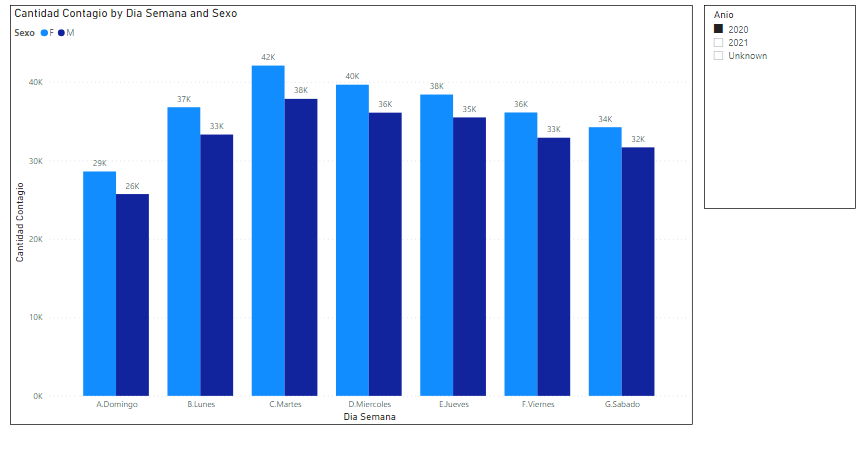 Cantidad Contagio by Dia Semana and Sexo
Sexo F M
Cantidad Contagio
40K
30K
20K
10K
0K
29K 26K
37K 33K
42K 38K
40K 36K
38K 35K
36K 33K
34K 32K
A.Domingo B.Lunes C.Martes D.Miercoles E.Jueves F.Viernes G.Sabado
Dia Semana
Anio
2020
2021
Unknown